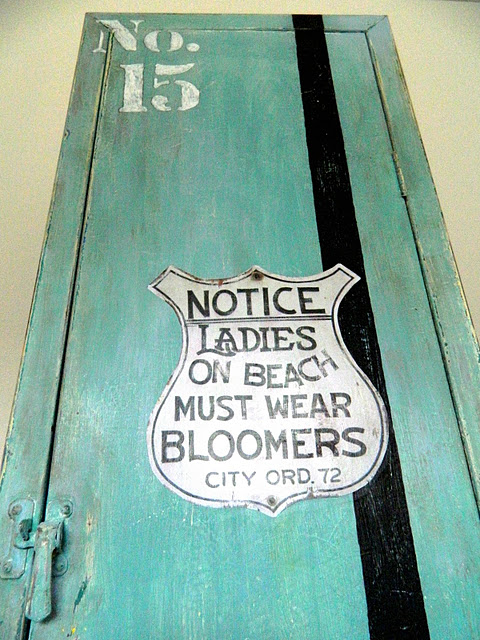 No.
15
NOTICE
LADIES
ON BEACH
MUST WEAR
BLOOMERS
CITY ORD. 72